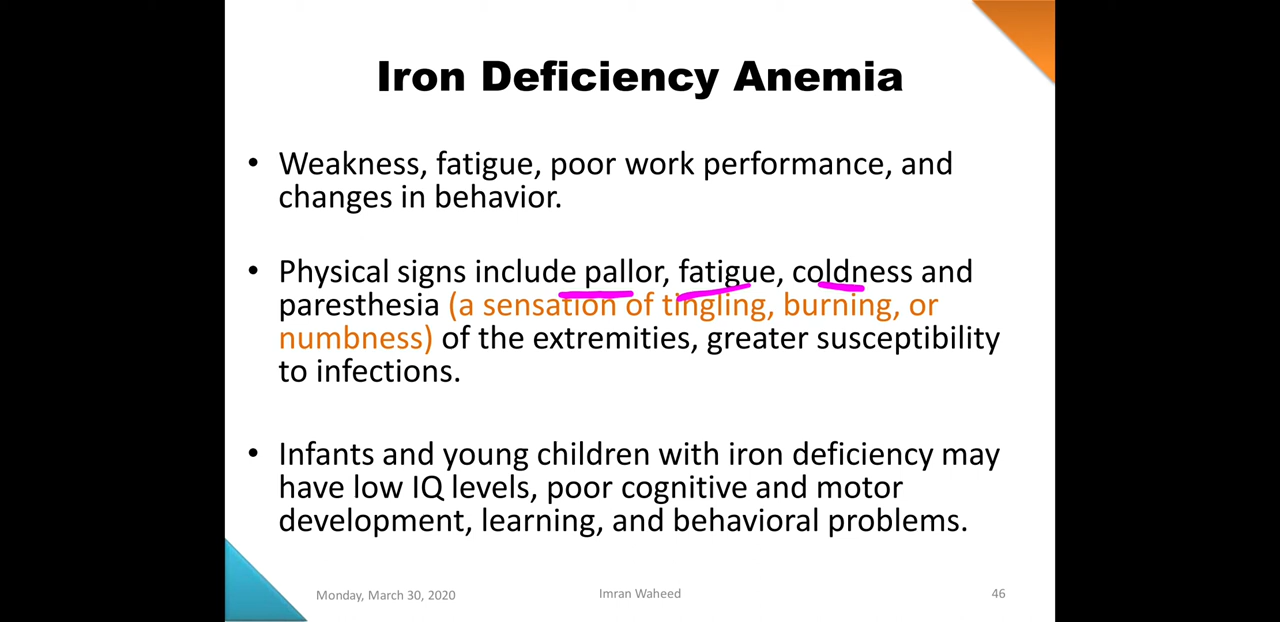 Iron Deficiency Anemia
• Weakness, fatigue, poor work performance, and
changes in behavior.
• Physical signs include pallor, fatigue, coldness and
paresthesia (a sensation of tingling, burning, or
numbness) of the extremities, greater susceptibility
to infections.
• Infants and young children with iron deficiency may
have low IQ levels, poor cognitive and motor
development, learning, and behavioral problems.
Monday, March 30, 2020 Imran Waheed 46